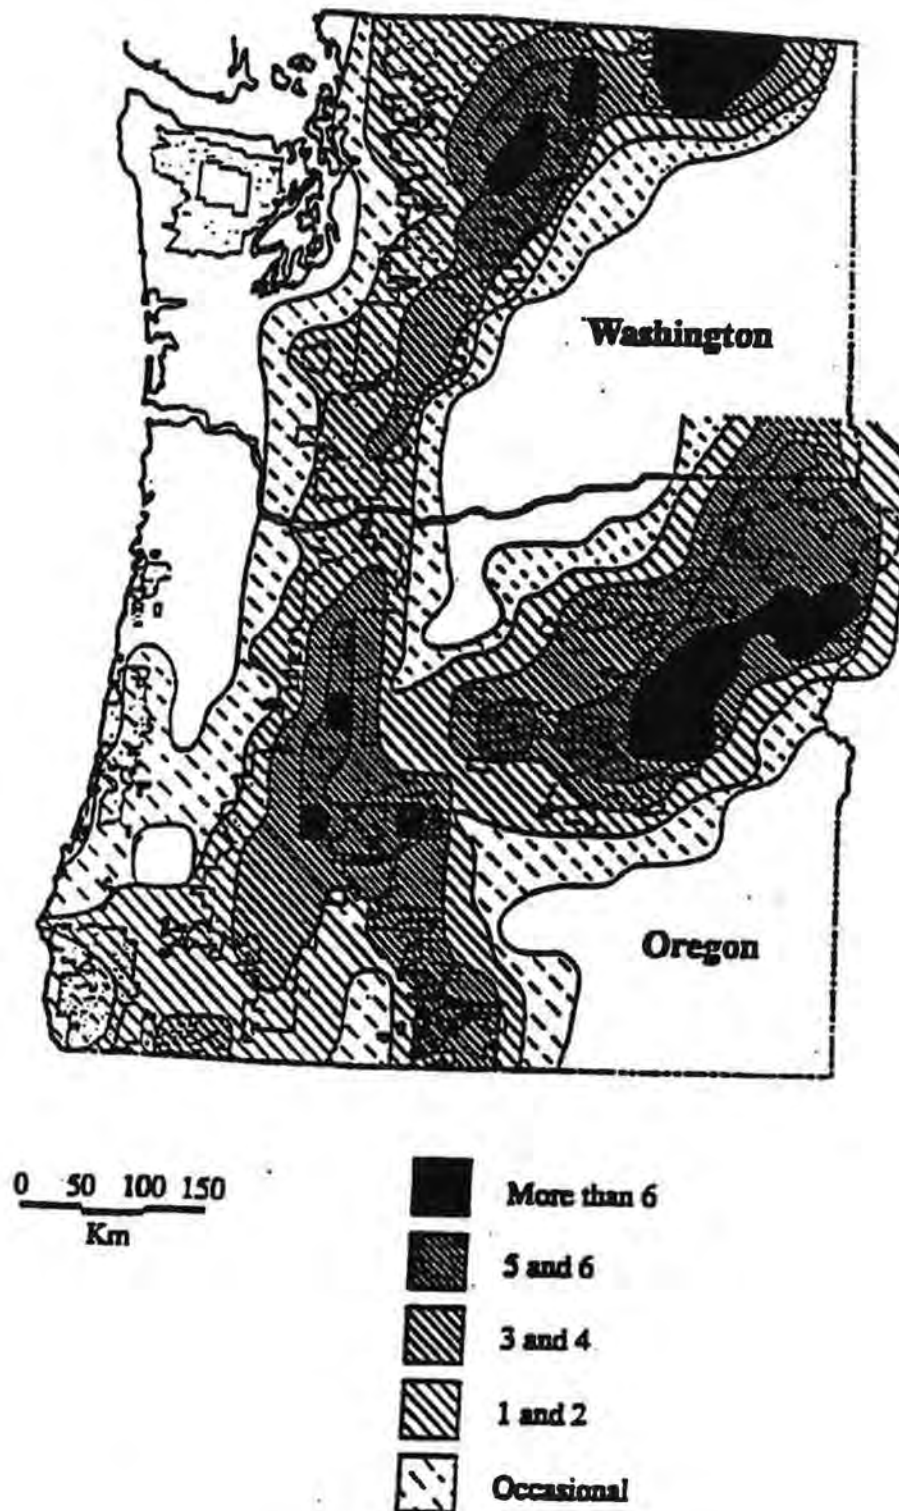 Washington
Oregon
0 50 100 150
Km
More than 6
5 and 6
3 and 4
1 and 2
Occasional